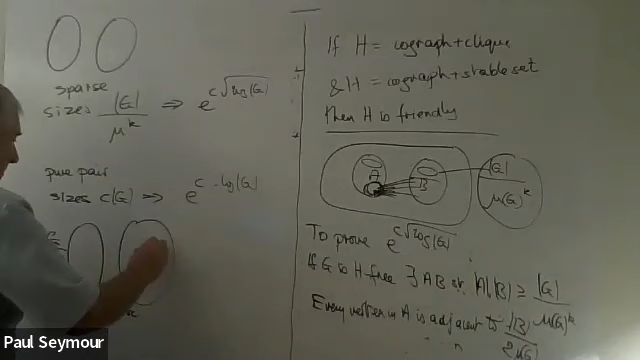 sparse
sizes |G| / μ^k ⇒ e^{c√log|G|}
pure pair
sizes c|G| ⇒ e^{c·log|G|}
If H = cograph + clique
& H = cograph + stable set
then H is friendly
A
B
|G| / μ(G)^k
To prove e^{c√log|G|}
If G is H free ∃ A,B st. |A|,|B| ≥ |G| / μ(G)^k
Every vertex in A is adjacent to ≤ |B| / 2μ(G)
Paul Seymour